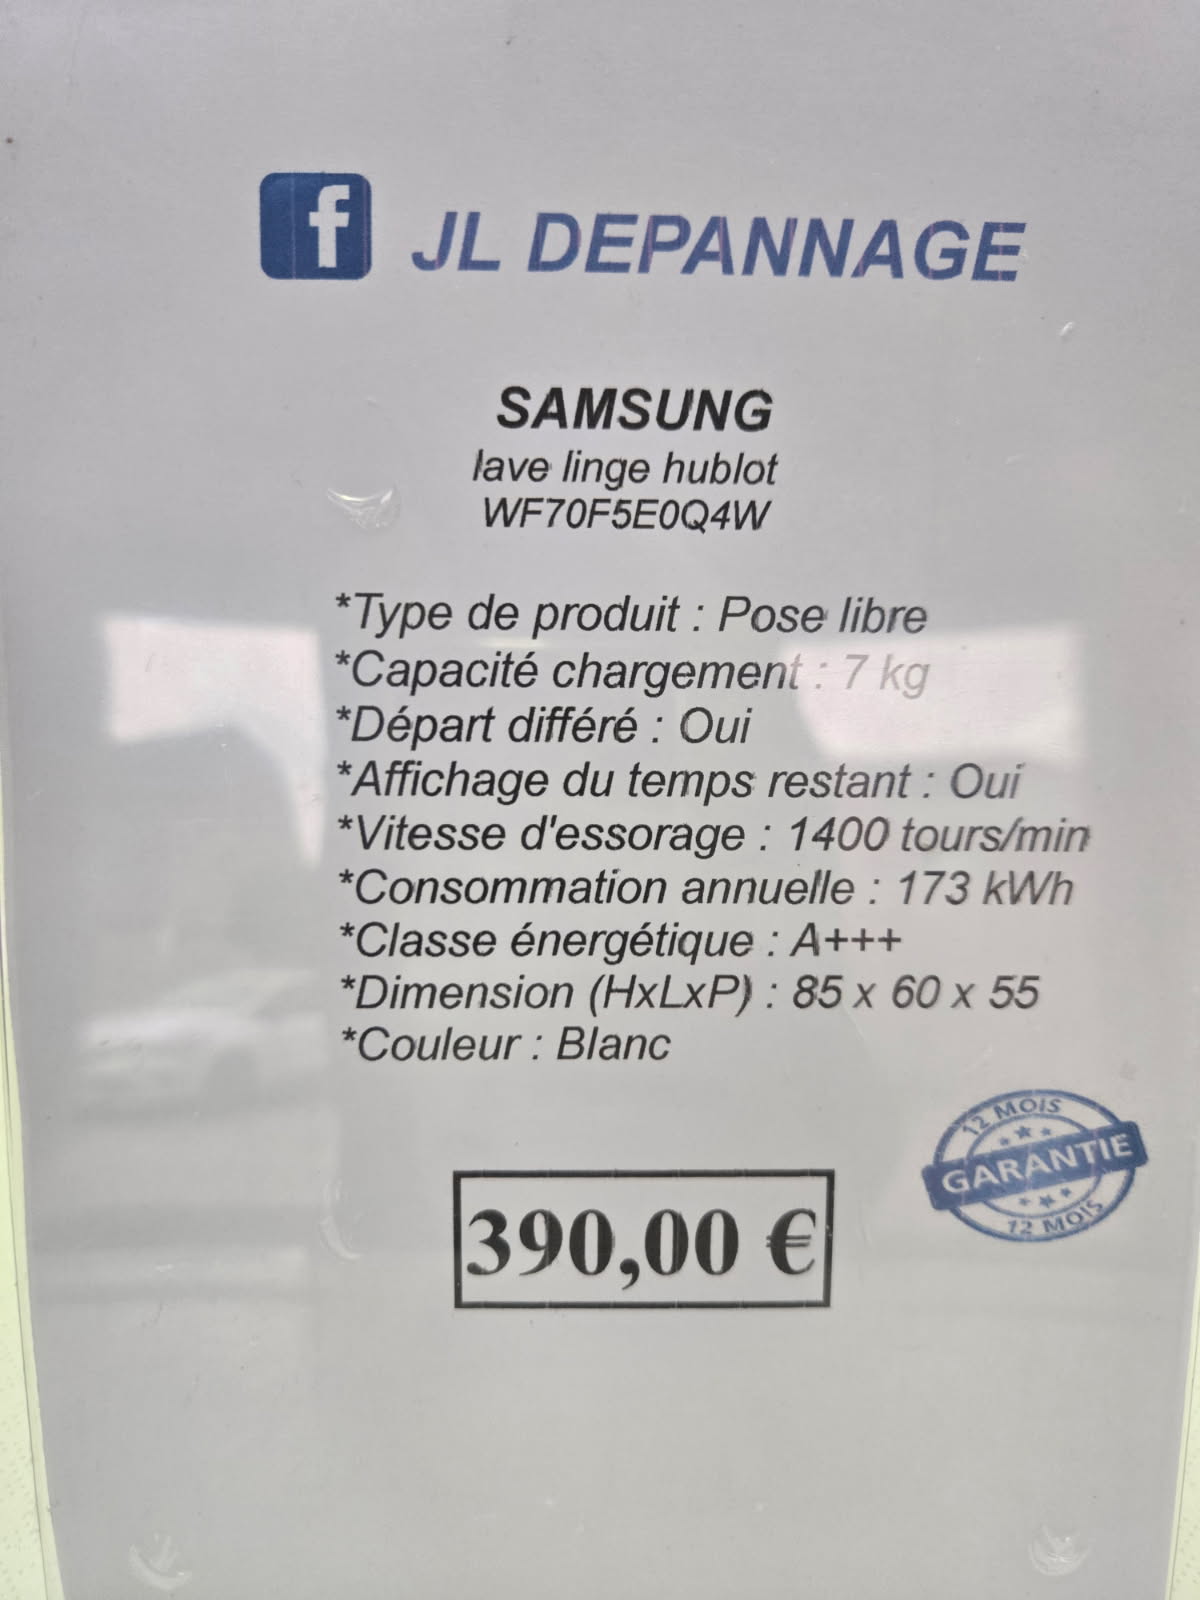 f JL DEPANNAGE
SAMSUNG
lave linge hublot
WF70F5E0Q4W
*Type de produit : Pose libre
*Capacité chargement : 7 kg
*Départ différé : Oui
*Affichage du temps restant : Oui
*Vitesse d'essorage : 1400 tours/min
*Consommation annuelle : 173 kWh
*Classe énergétique : A+++
*Dimension (HxLxP) : 85 x 60 x 55
*Couleur : Blanc
12 MOIS
GARANTIE
12 MOIS
390,00 €